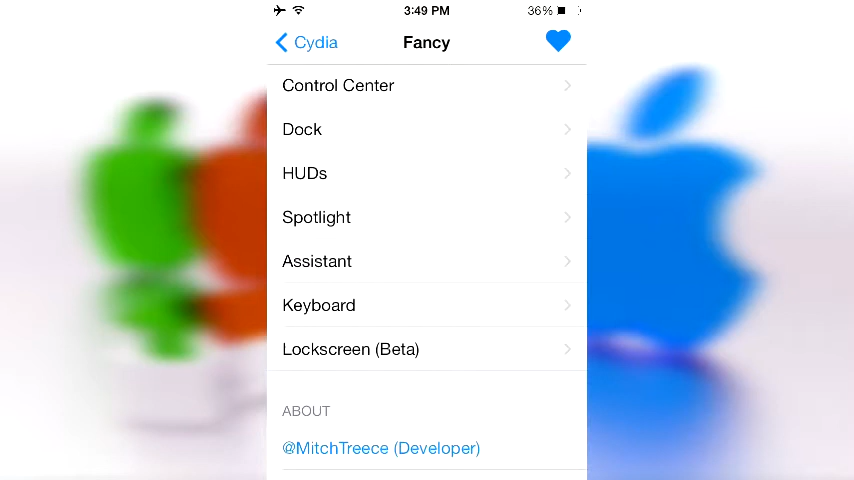 3:49 PM
36%
Cydia
Fancy
Control Center
Dock
HUDs
Spotlight
Assistant
Keyboard
Lockscreen (Beta)
ABOUT
@MitchTreece (Developer)